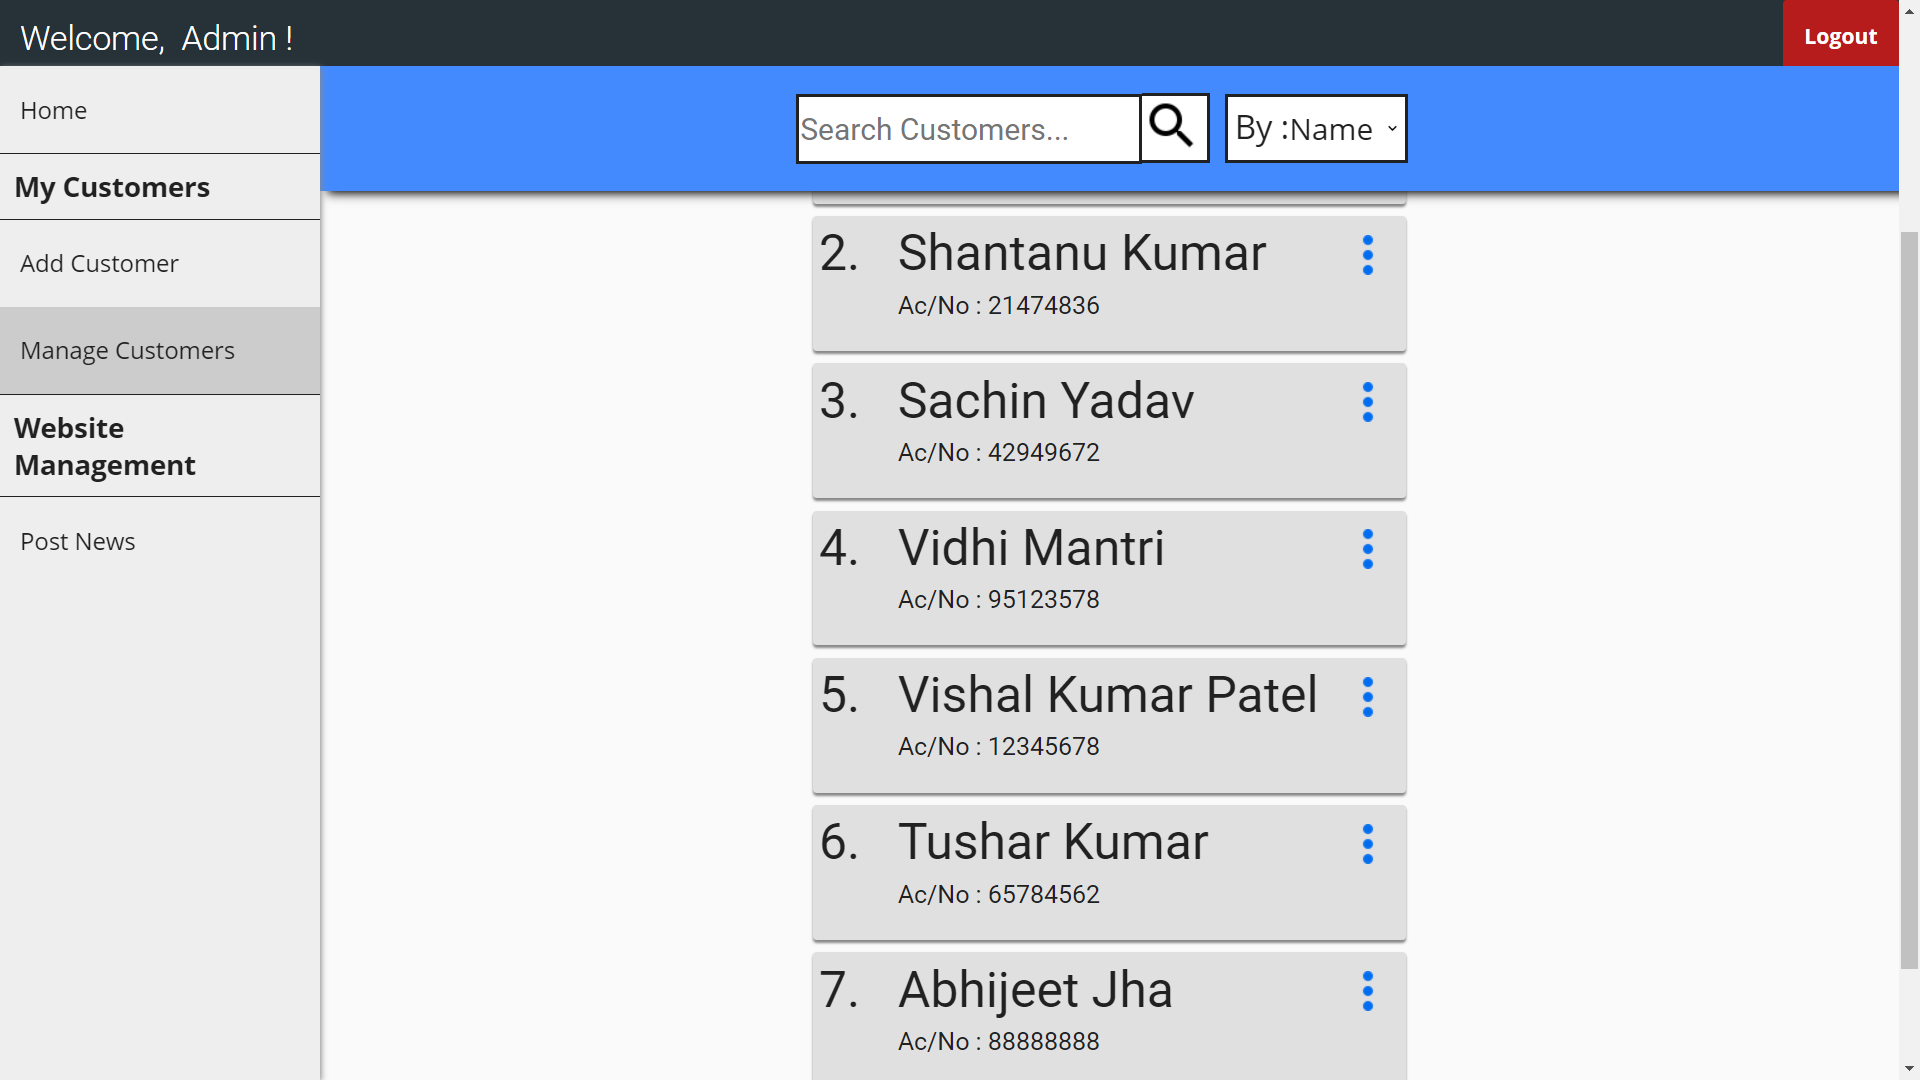 Welcome, Admin !
Logout
Home
My Customers
Add Customer
Manage Customers
Website
Management
Post News
Search Customers...
By :Name
2. Shantanu Kumar
Ac/No : 21474836
3. Sachin Yadav
Ac/No : 42949672
4. Vidhi Mantri
Ac/No : 95123578
5. Vishal Kumar Patel
Ac/No : 12345678
6. Tushar Kumar
Ac/No : 65784562
7. Abhijeet Jha
Ac/No : 88888888